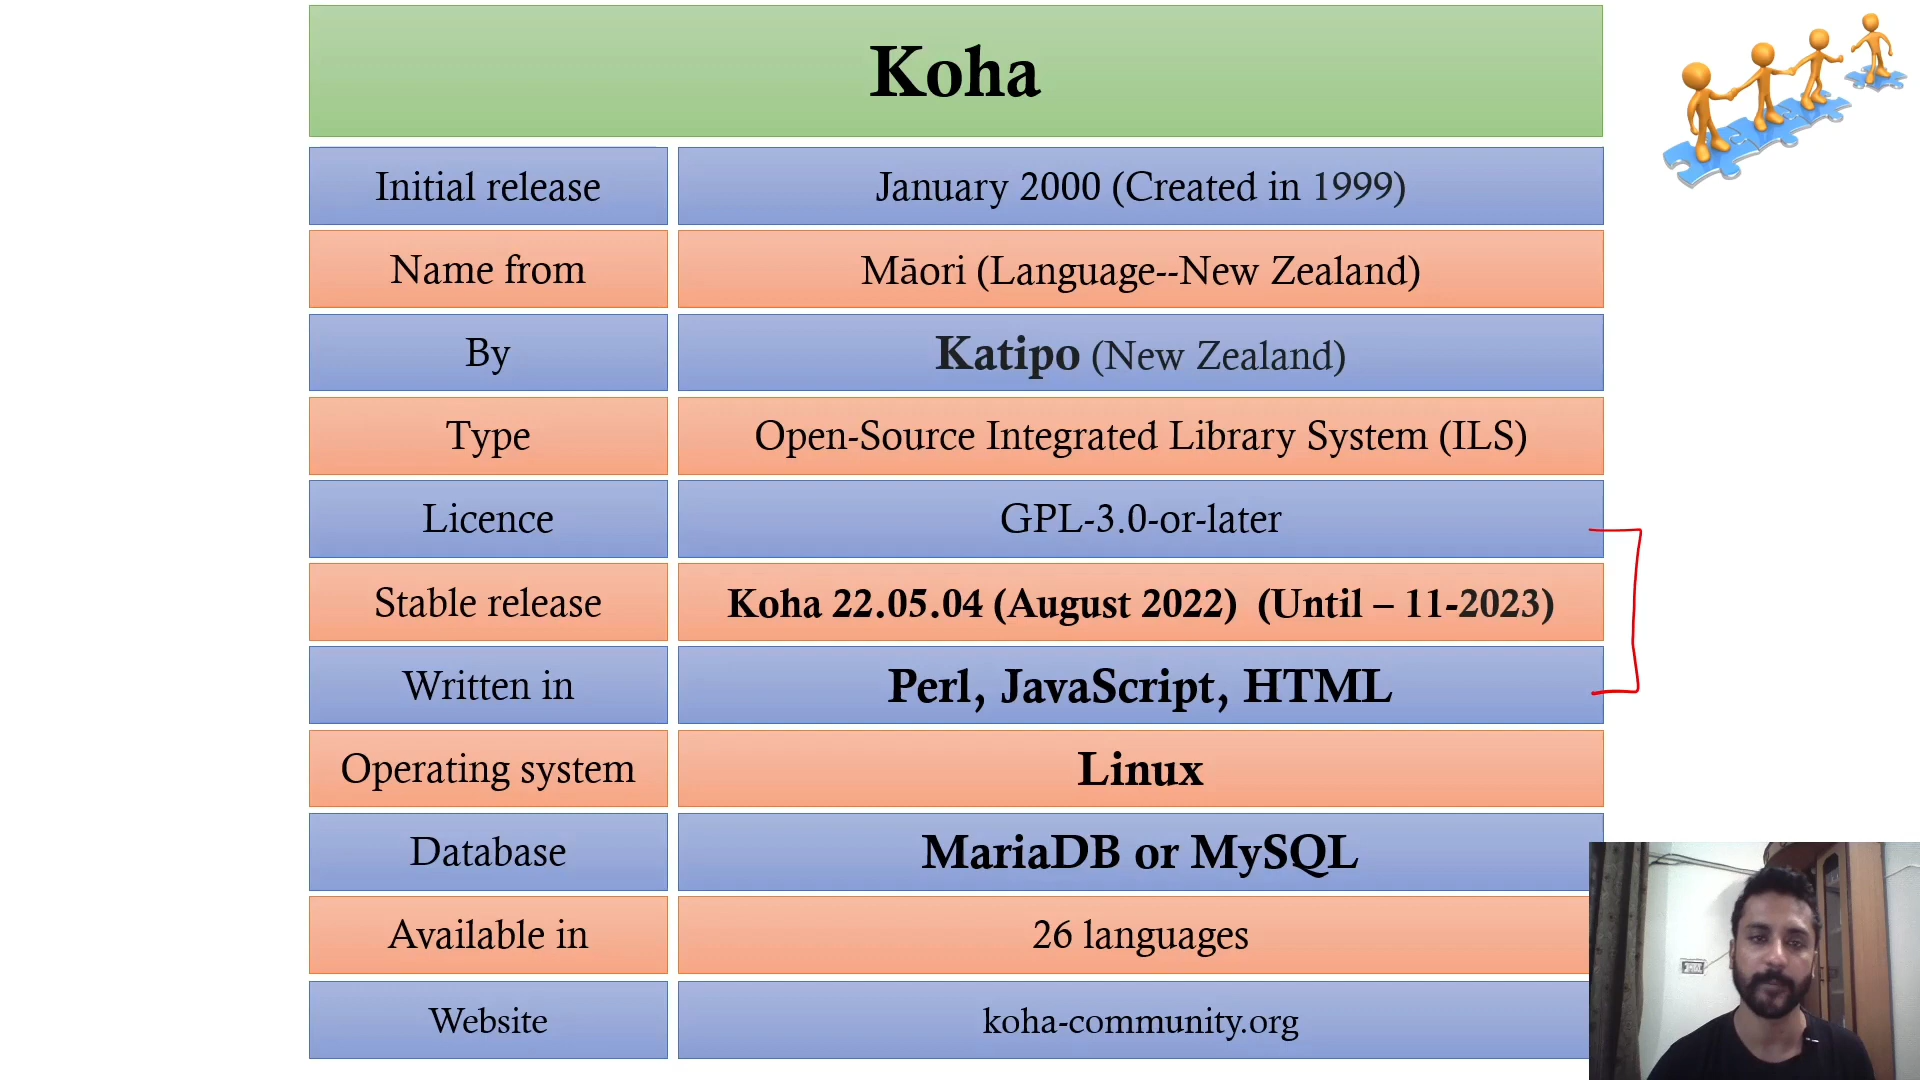 Koha
Initial release January 2000 (Created in 1999)
Name from Māori (Language--New Zealand)
By Katipo (New Zealand)
Type Open-Source Integrated Library System (ILS)
Licence GPL-3.0-or-later
Stable release Koha 22.05.04 (August 2022) (Until – 11-2023)
Written in Perl, JavaScript, HTML
Operating system Linux
Database MariaDB or MySQL
Available in 26 languages
Website koha-community.org